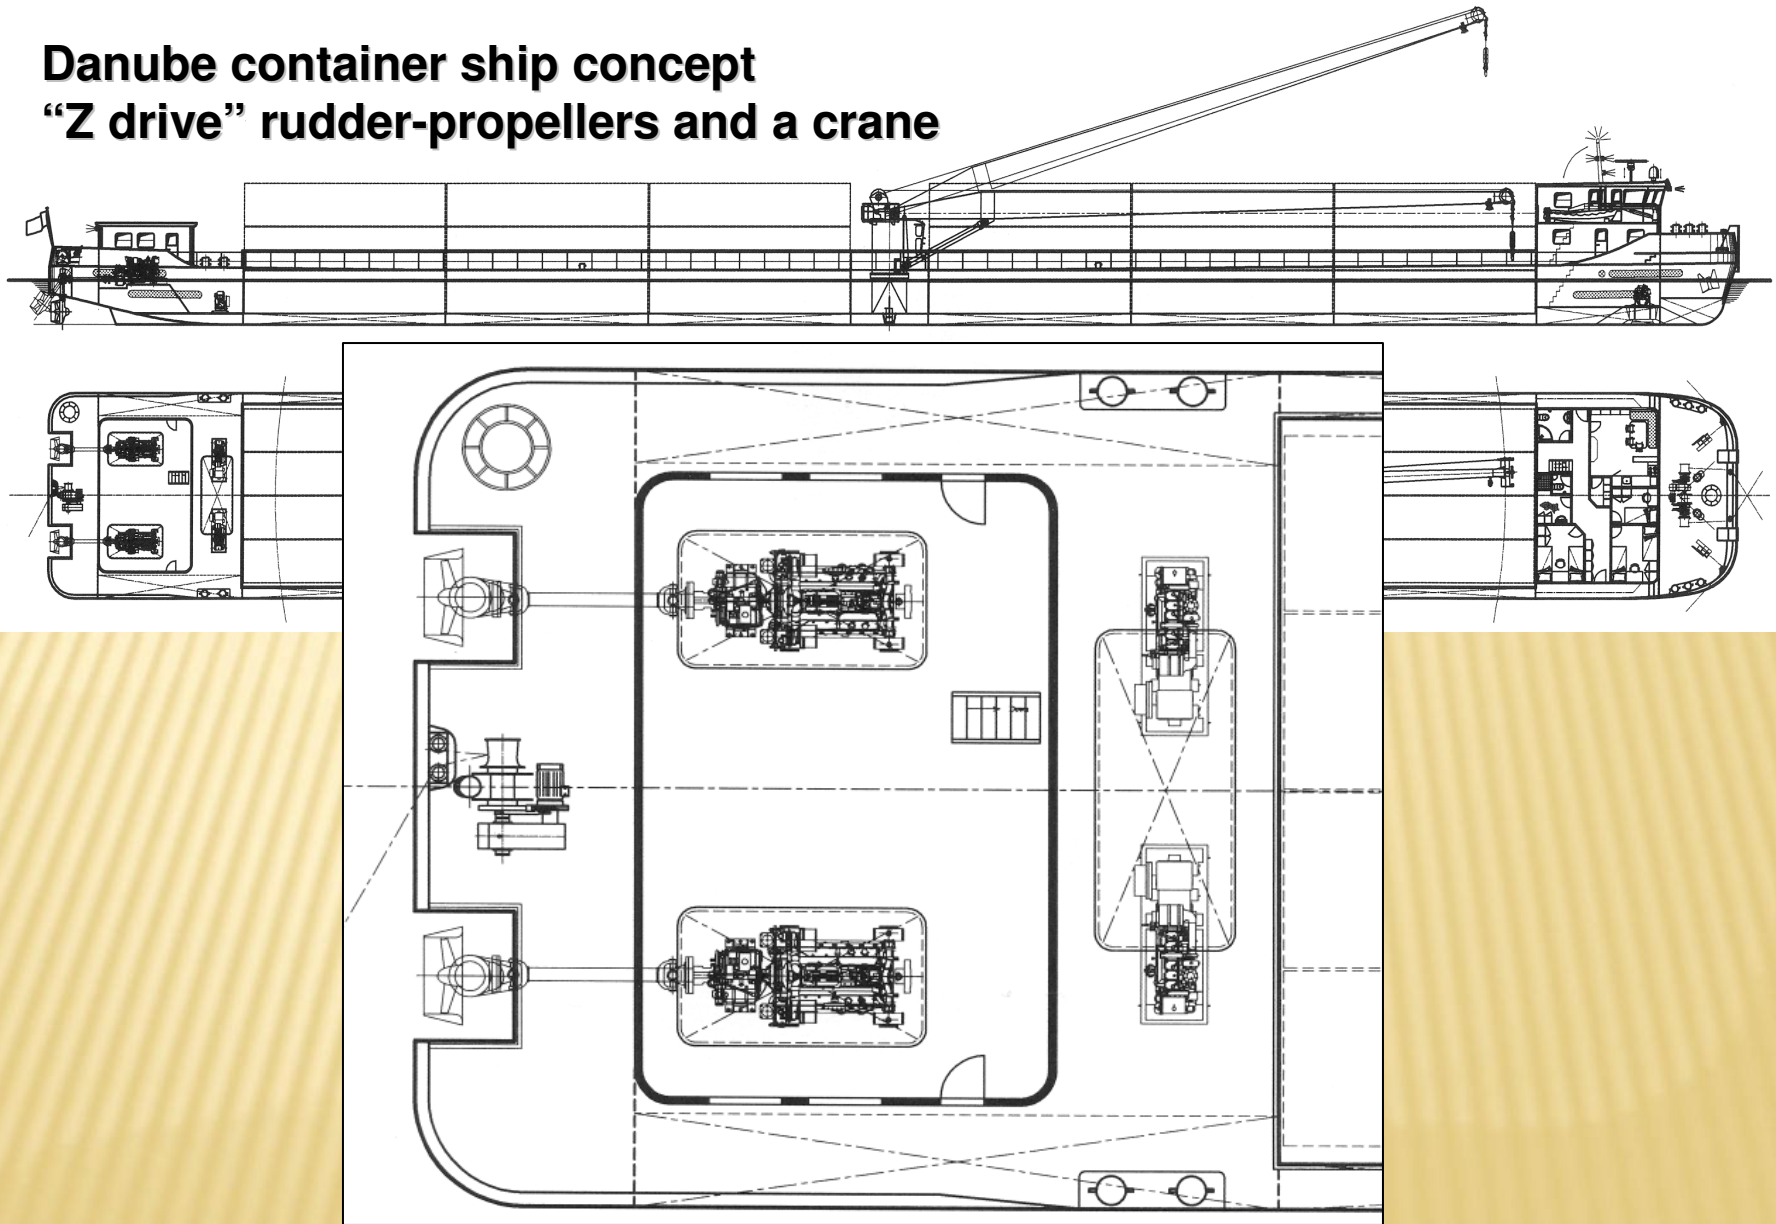 Danube container ship concept
“Z drive” rudder-propellers and a crane